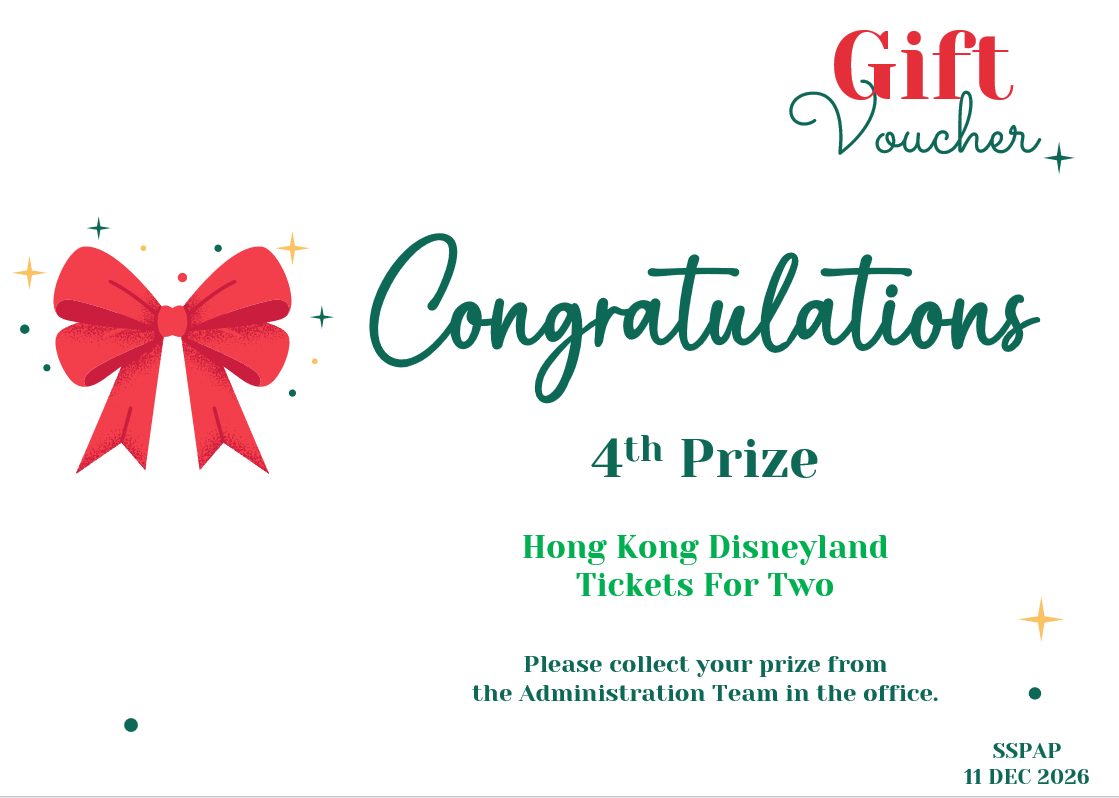 Gift
Voucher
Congratulations
4th Prize
Hong Kong Disneyland
Tickets For Two
Please collect your prize from
the Administration Team in the office.
SSPAP
11 DEC 2026